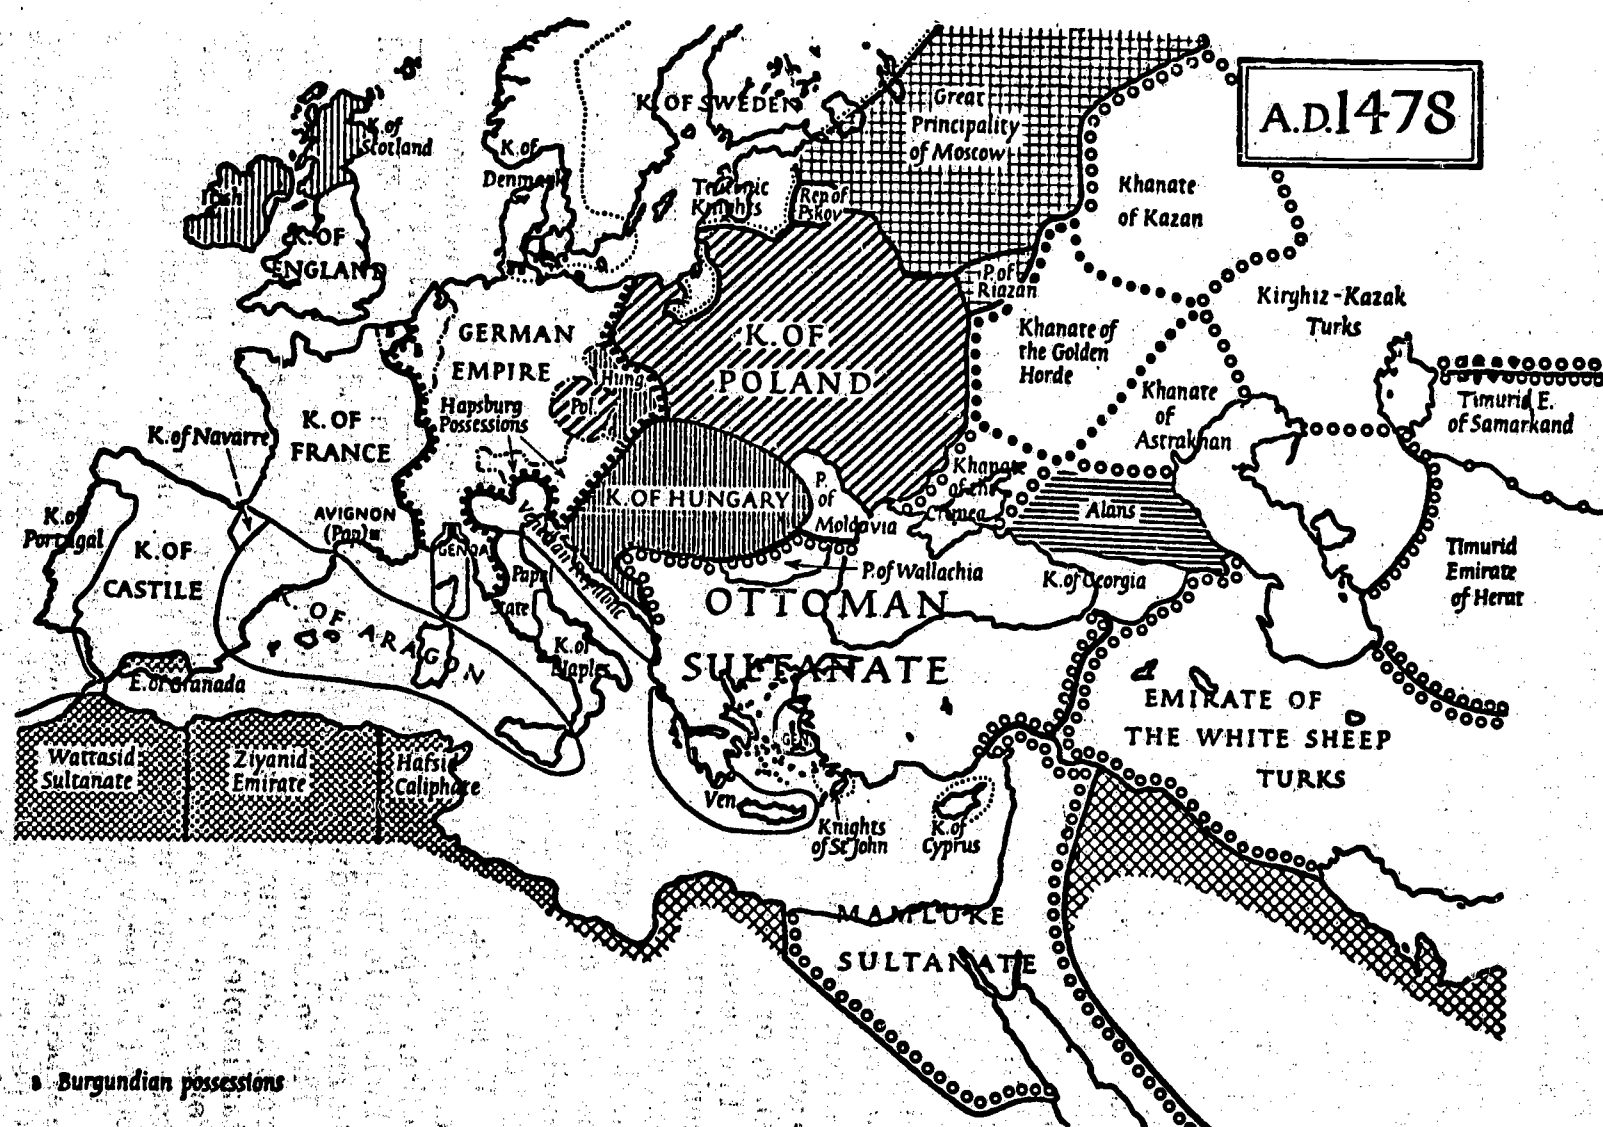 A.D.1478
K. OF SWEDEN
Great
Principality
of Moscow
K. of
Scotland
K. of
Denmark
Irish
Teutonic
Knights
Rep of
Pskov
Khanate
of Kazan
K. OF
ENGLAND
P. of
Riazan
Kirghiz-Kazak
Turks
GERMAN
EMPIRE
K. OF
POLAND
Khanate of
the Golden
Horde
Hung
Pol.
Hapsburg
Possessions
Khanate
of
Astrakhan
Timurid E.
of Samarkand
K. of Navarre
K. OF
FRANCE
Khanate
of the
Crimea
K. OF HUNGARY
P.
of
Moldavia
Alans
AVIGNON
(Pap)
K. of
Portugal
K. OF
CASTILE
GENOA
Venetian Republic
Papal
State
P. of Wallachia
K. of Georgia
Timurid
Emirate
of Herat
OTTOMAN
SULTANATE
K. OF ARAGON
K. of
Naples
E. of Granada
EMIRATE OF
THE WHITE SHEEP
TURKS
GEN
Wattasid
Sultanate
Ziyanid
Emirate
Hafsid
Caliphate
Ven
Knights
of St John
K. of
Cyprus
MAMLUKE
SULTANATE
B Burgundian possessions